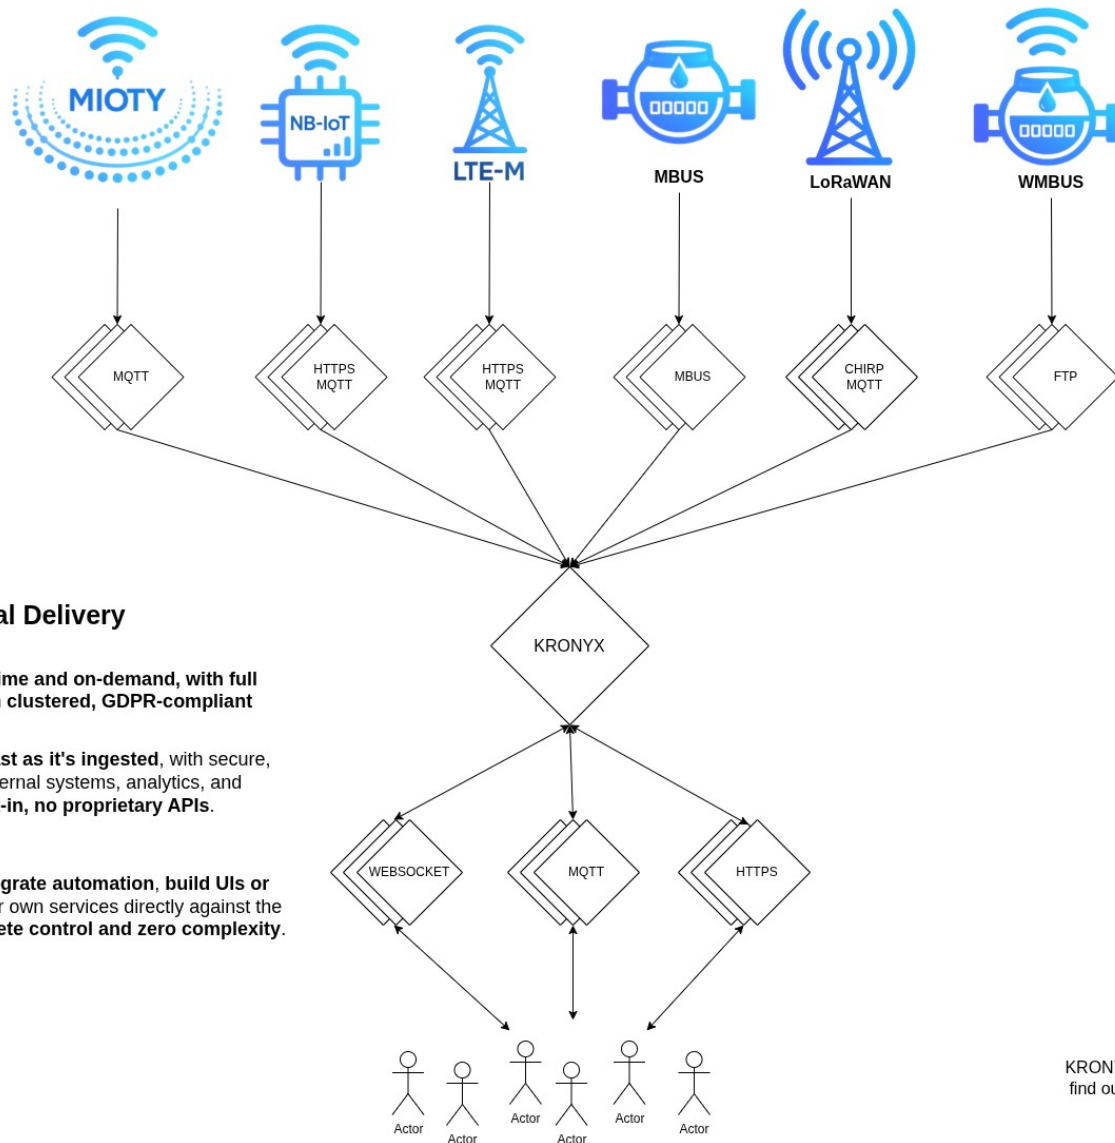 MIOTY
NB-IoT
LTE-M
MBUS
LoRaWAN
WMBUS
MQTT
HTTPS
MQTT
HTTPS
MQTT
MBUS
CHIRP
MQTT
FTP
KRONYX
al Delivery
ime and on-demand, with full
clustered, GDPR-compliant
st as it's ingested, with secure,
ernal systems, analytics, and
-in, no proprietary APIs.
grate automation, build UIs or
r own services directly against the
ete control and zero complexity.
WEBSOCKET
MQTT
HTTPS
Actor
Actor
Actor
Actor
Actor
Actor
KRON
find ou